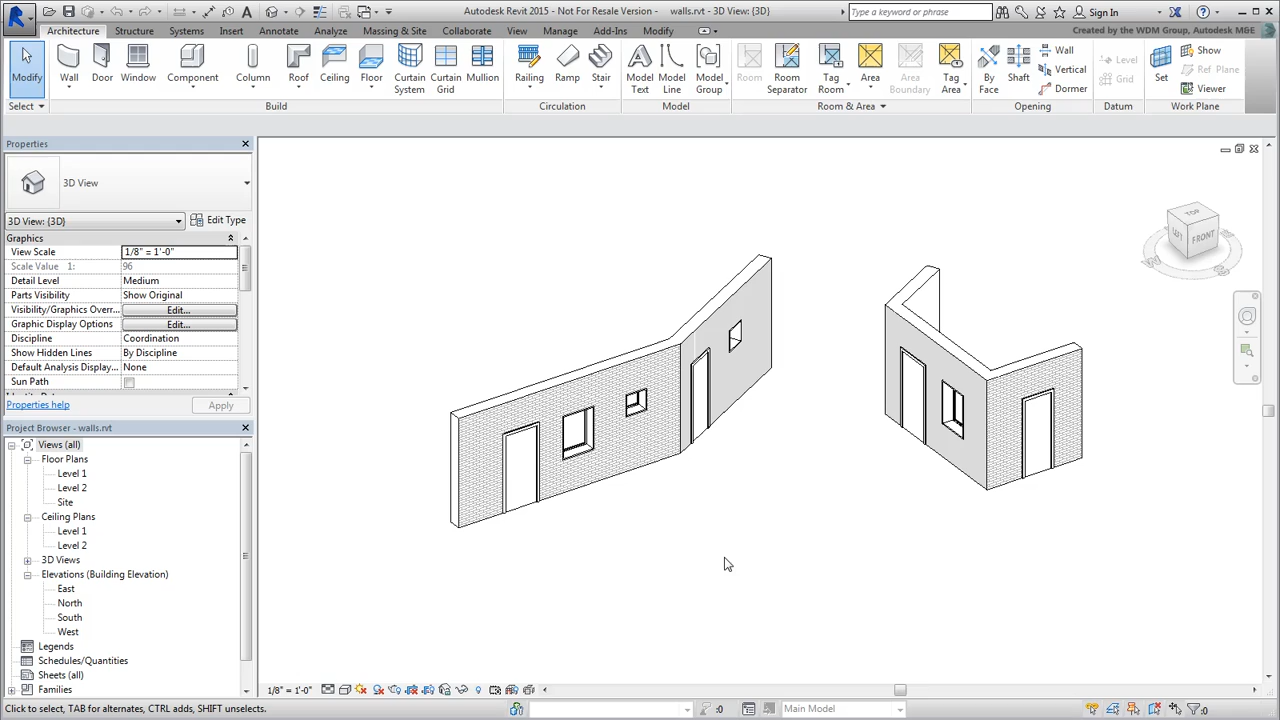 Autodesk Revit 2015 - Not For Resale Version - walls.rvt - 3D View: {3D}
Type a keyword or phrase
Sign In
Architecture Structure Systems Insert Annotate Analyze Massing & Site Collaborate View Manage Add-Ins Modify
Created by the WDM Group, Autodesk M&E
Modify Wall Door Window Component Column Roof Ceiling Floor Curtain System Curtain Grid Mullion
Railing Ramp Stair Model Text Model Line Model Group
Room Room Separator Tag Room Area Area Boundary Tag Area
By Face Shaft Wall Vertical Dormer
Level Grid
Set Show Ref Plane Viewer
Select Build Circulation Model Room & Area Opening Datum Work Plane
Properties
3D View
3D View: {3D} Edit Type
Graphics
View Scale 1/8" = 1'-0"
Scale Value 1: 96
Detail Level Medium
Parts Visibility Show Original
Visibility/Graphics Overr... Edit...
Graphic Display Options Edit...
Discipline Coordination
Show Hidden Lines By Discipline
Default Analysis Display... None
Sun Path
Properties help Apply
Project Browser - walls.rvt
Views (all)
Floor Plans
Level 1
Level 2
Site
Ceiling Plans
Level 1
Level 2
3D Views
Elevations (Building Elevation)
East
North
South
West
Legends
Schedules/Quantities
Sheets (all)
Families
TOP
FRONT
1/8" = 1'-0"
Click to select, TAB for alternates, CTRL adds, SHIFT unselects.
:0
Main Model
:0